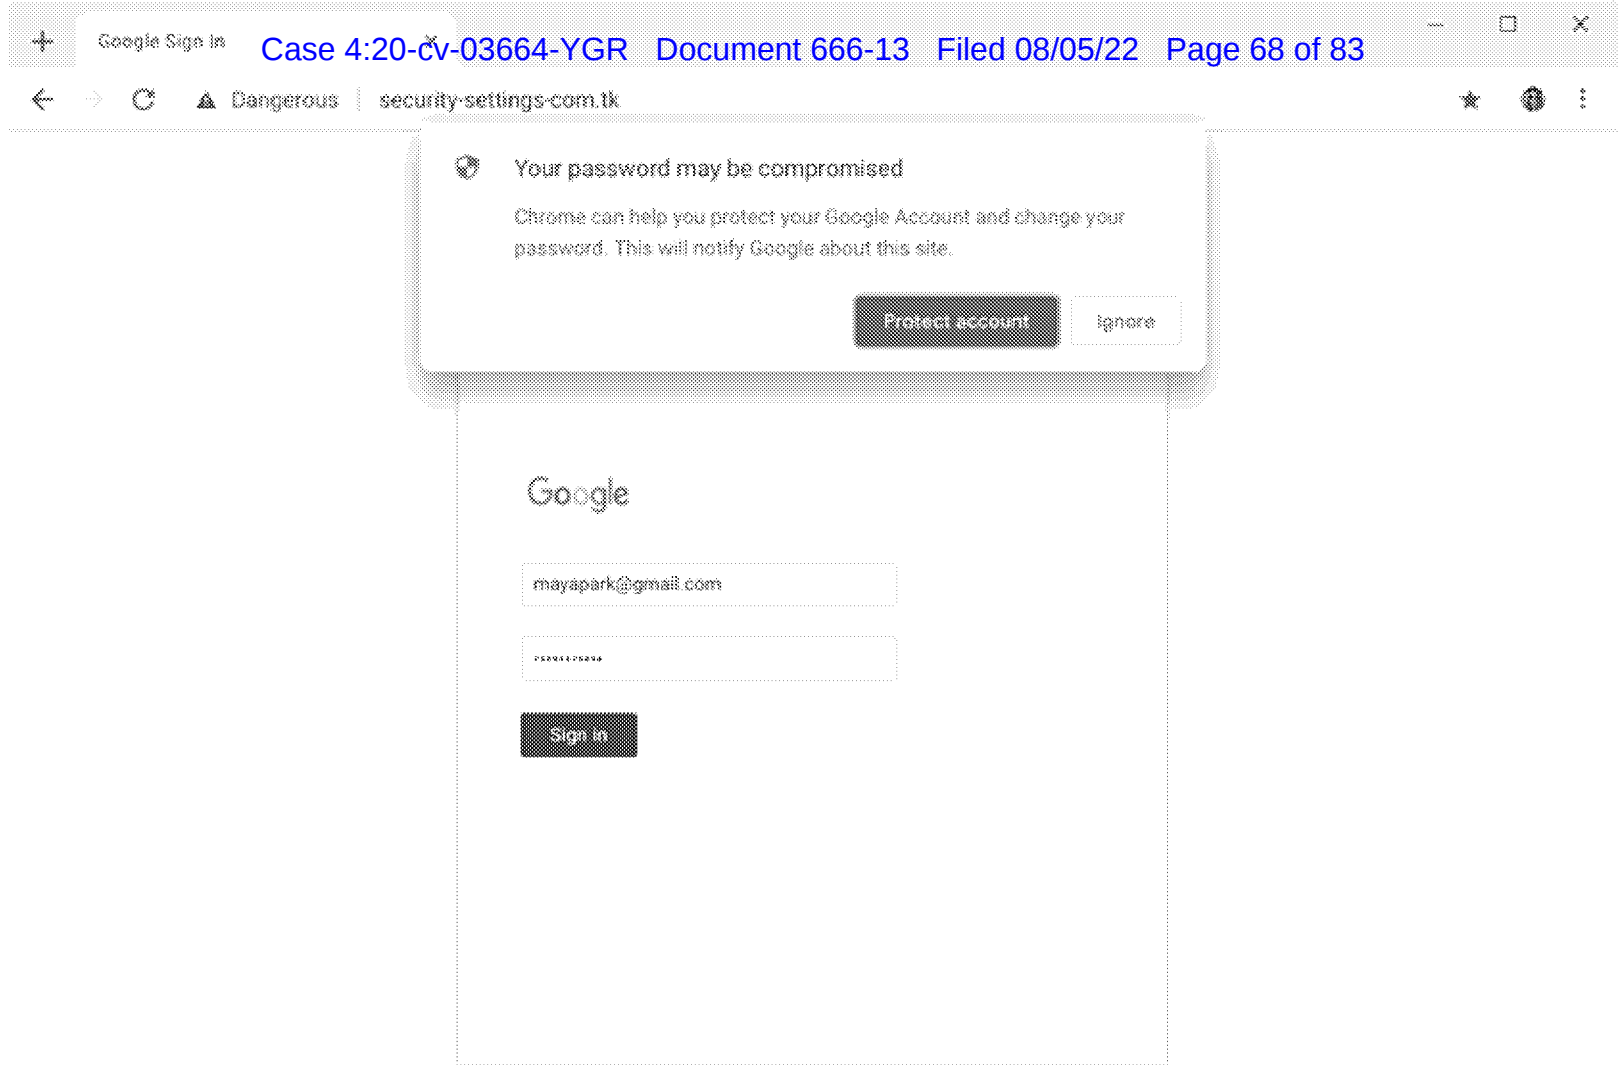 Google Sign in
Case 4:20-cv-03664-YGR Document 666-13 Filed 08/05/22 Page 68 of 83
Dangerous
security-settings-com.tk
Your password may be compromised
Chrome can help you protect your Google Account and change your
password. This will notify Google about this site.
Protect account
Ignore
Google
mayapark@gmail.com
Sign in